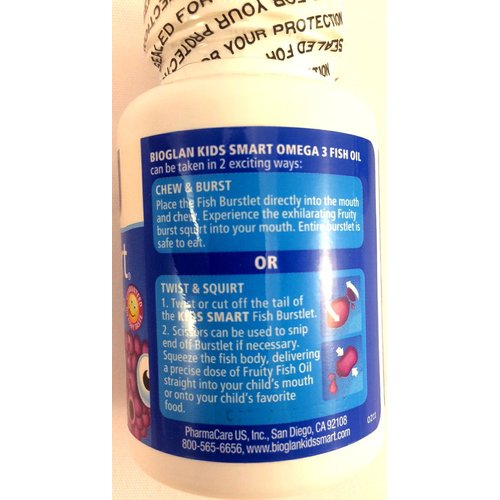 SEALED FOR YOUR PROTECTION
SEALED FOR
BIOGLAN KIDS SMART OMEGA 3 FISH OIL
can be taken in 2 exciting ways:
CHEW & BURST
Place the Fish Burstlet directly into the mouth
and chew. Experience the exhilarating Fruity
burst squirt into your mouth. Entire burstlet is
safe to eat.
OR
TWIST & SQUIRT
1. Twist or cut off the tail of
the KIDS SMART Fish Burstlet.
2. Scissors can be used to snip
end off Burstlet if necessary.
Squeeze the fish body, delivering
a precise dose of Fruity Fish Oil
straight into your child's mouth
or onto your child's favorite
food.
PharmaCare US, Inc., San Diego, CA 92108
800-565-6656, www.bioglankidssmart.com